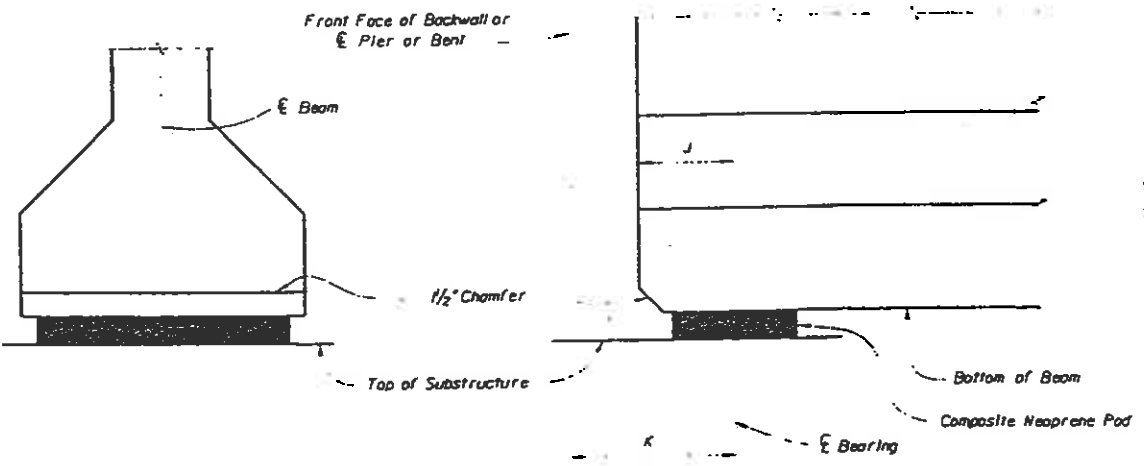 Front Face of Backwall or
℄ Pier or Bent
℄ Beam
J
1½" Chamfer
Top of Substructure
Bottom of Beam
Composite Neoprene Pad
℄ Bearing
K